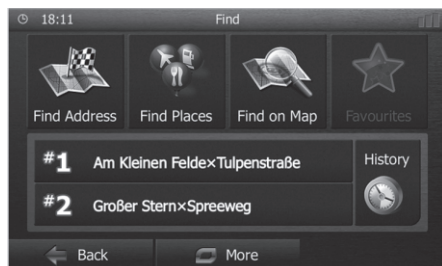 18:11 Find
Find Address Find Places Find on Map Favourites
#1 Am Kleinen Felde×Tulpenstraße
History
#2 Großer Stern×Spreeweg
Back More